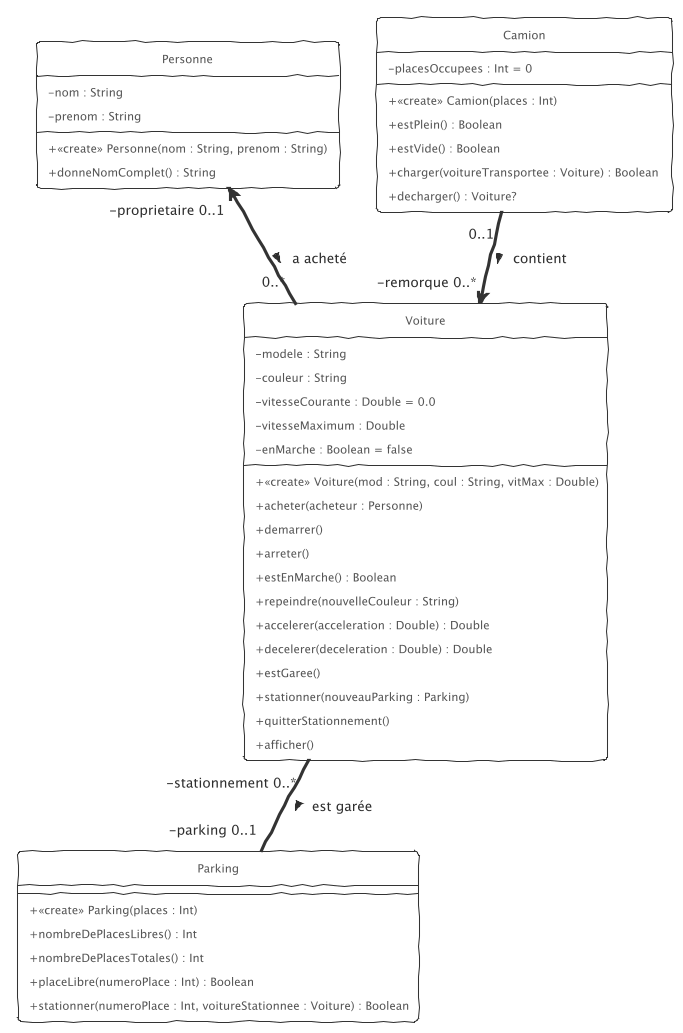 Personne
-nom : String
-prenom : String
+«create» Personne(nom : String, prenom : String)
+donneNomComplet() : String
Camion
-placesOccupees : Int = 0
+«create» Camion(places : Int)
+estPlein() : Boolean
+estVide() : Boolean
+charger(voitureTransportee : Voiture) : Boolean
+decharger() : Voiture?
-proprietaire 0..1
a acheté
0..*
0..1
contient
-remorque 0..*
Voiture
-modele : String
-couleur : String
-vitesseCourante : Double = 0.0
-vitesseMaximum : Double
-enMarche : Boolean = false
+«create» Voiture(mod : String, coul : String, vitMax : Double)
+acheter(acheteur : Personne)
+demarrer()
+arreter()
+estEnMarche() : Boolean
+repeindre(nouvelleCouleur : String)
+accelerer(acceleration : Double) : Double
+decelerer(deceleration : Double) : Double
+estGaree()
+stationner(nouveauParking : Parking)
+quitterStationnement()
+afficher()
-stationnement 0..*
est garée
-parking 0..1
Parking
+«create» Parking(places : Int)
+nombreDePlacesLibres() : Int
+nombreDePlacesTotales() : Int
+placeLibre(numeroPlace : Int) : Boolean
+stationner(numeroPlace : Int, voitureStationnee : Voiture) : Boolean